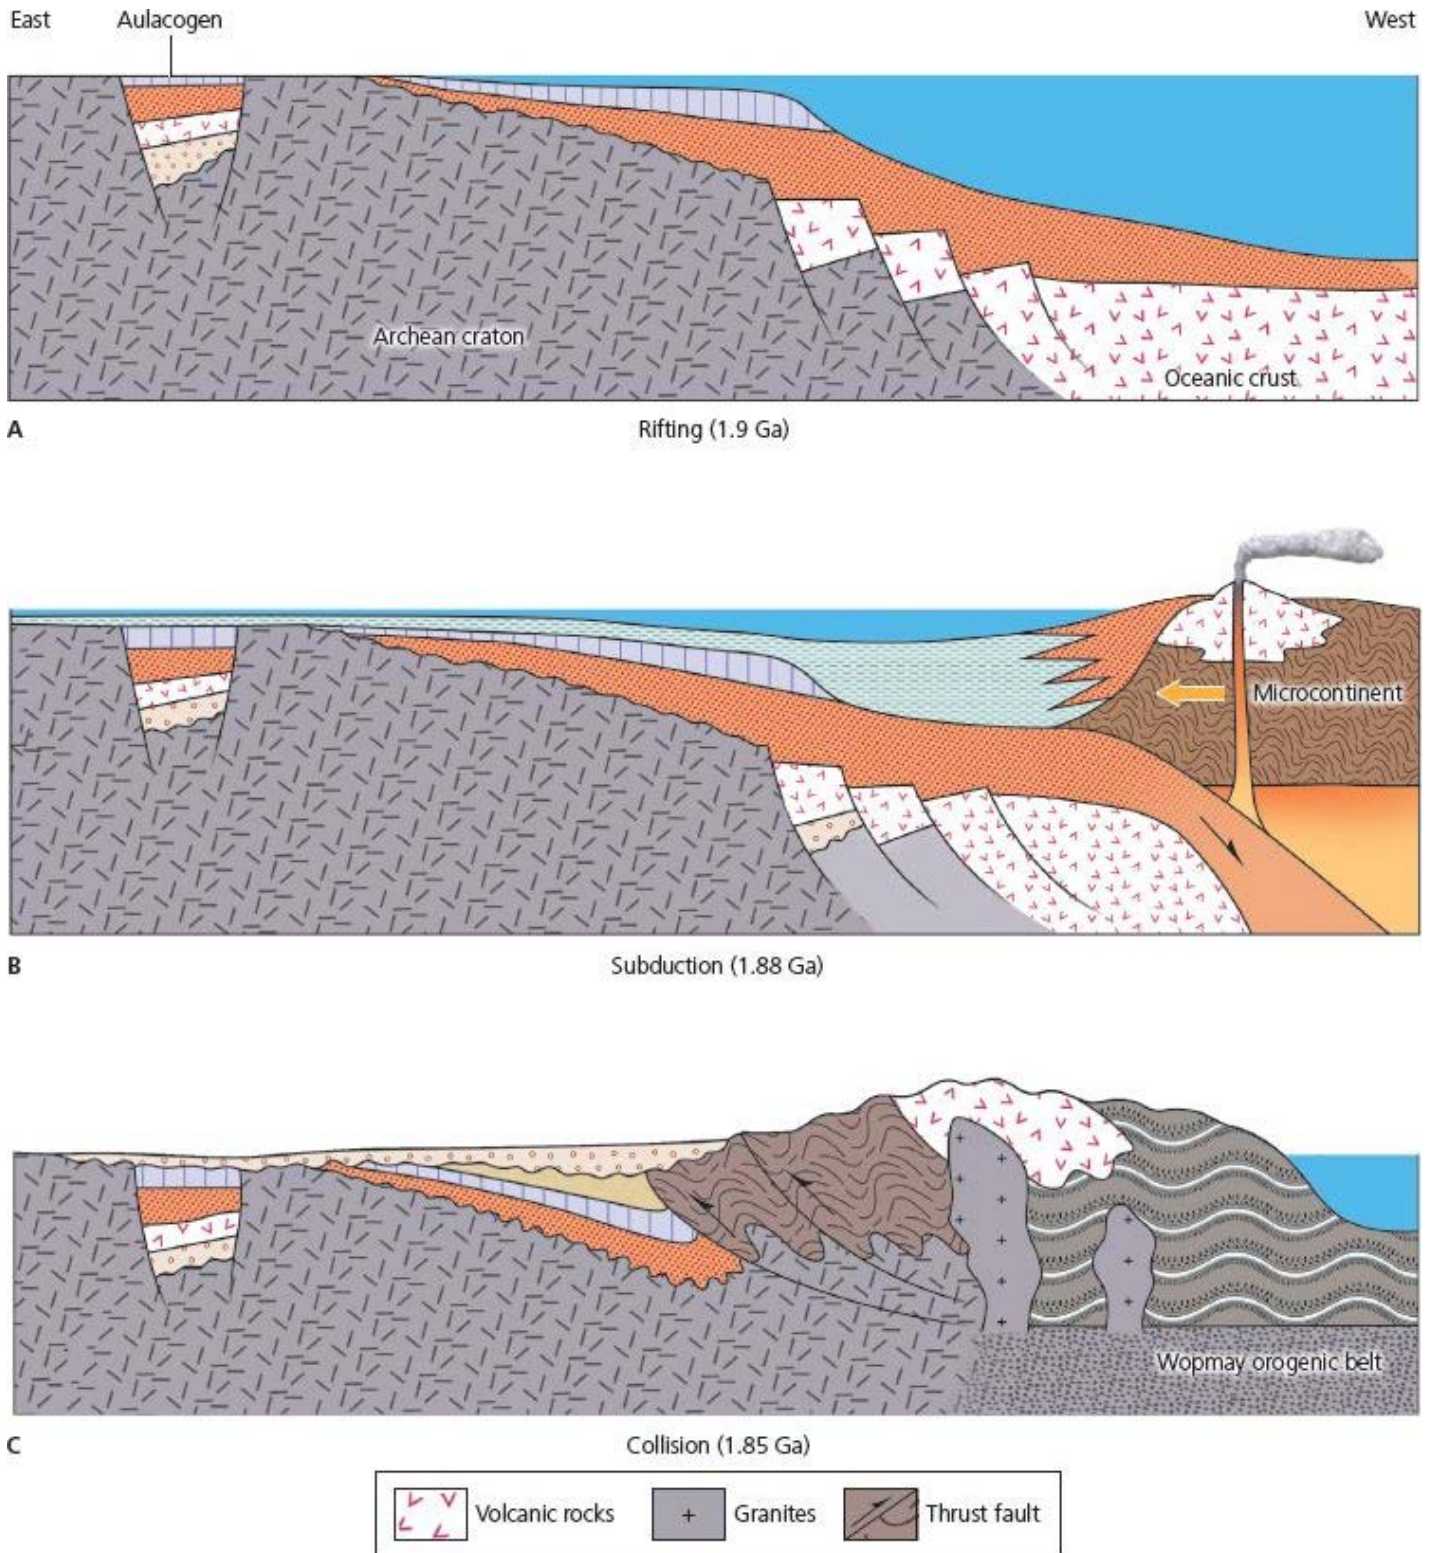 East
Aulacogen
West
Archean craton
Oceanic crust
A
Rifting (1.9 Ga)
Microcontinent
B
Subduction (1.88 Ga)
Wopmay orogenic belt
C
Collision (1.85 Ga)
Volcanic rocks
Granites
Thrust fault